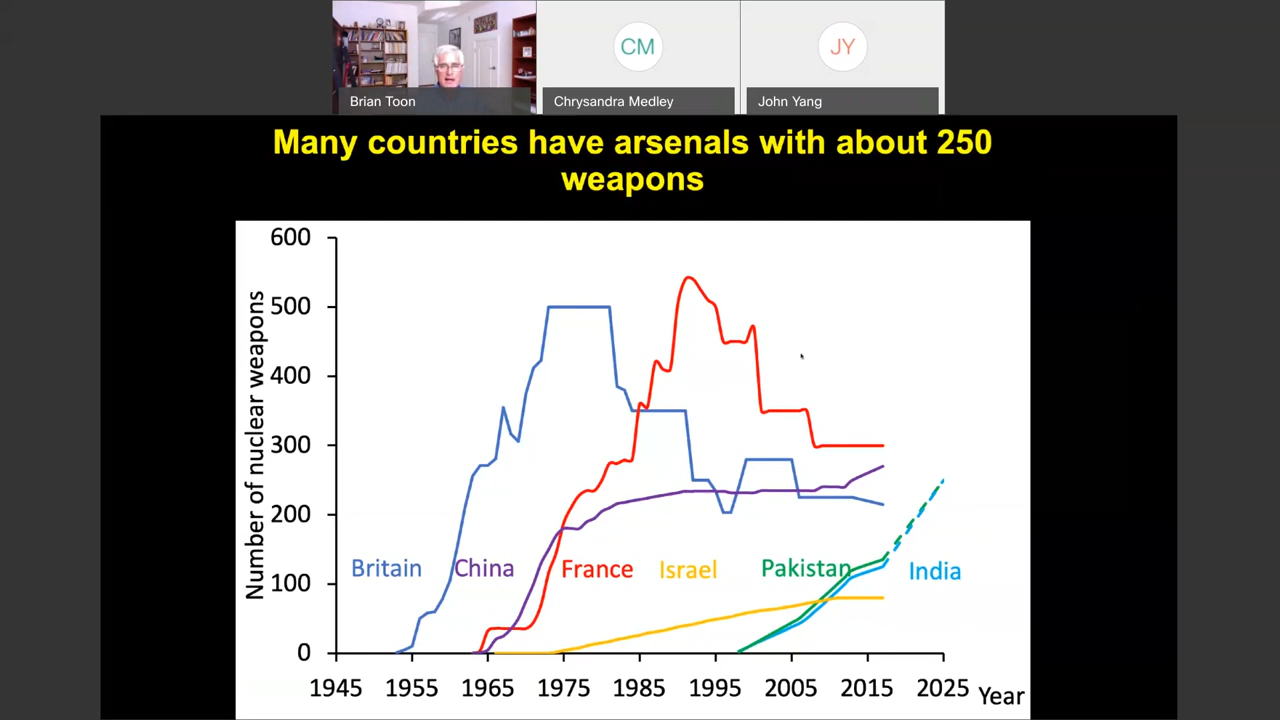 CM
JY
Brian Toon
Chrysandra Medley
John Yang
Many countries have arsenals with about 250
weapons
Number of nuclear weapons
600
500
400
300
200
100
0
Britain
China
France
Israel
Pakistan
India
1945 1955 1965 1975 1985 1995 2005 2015 2025 Year